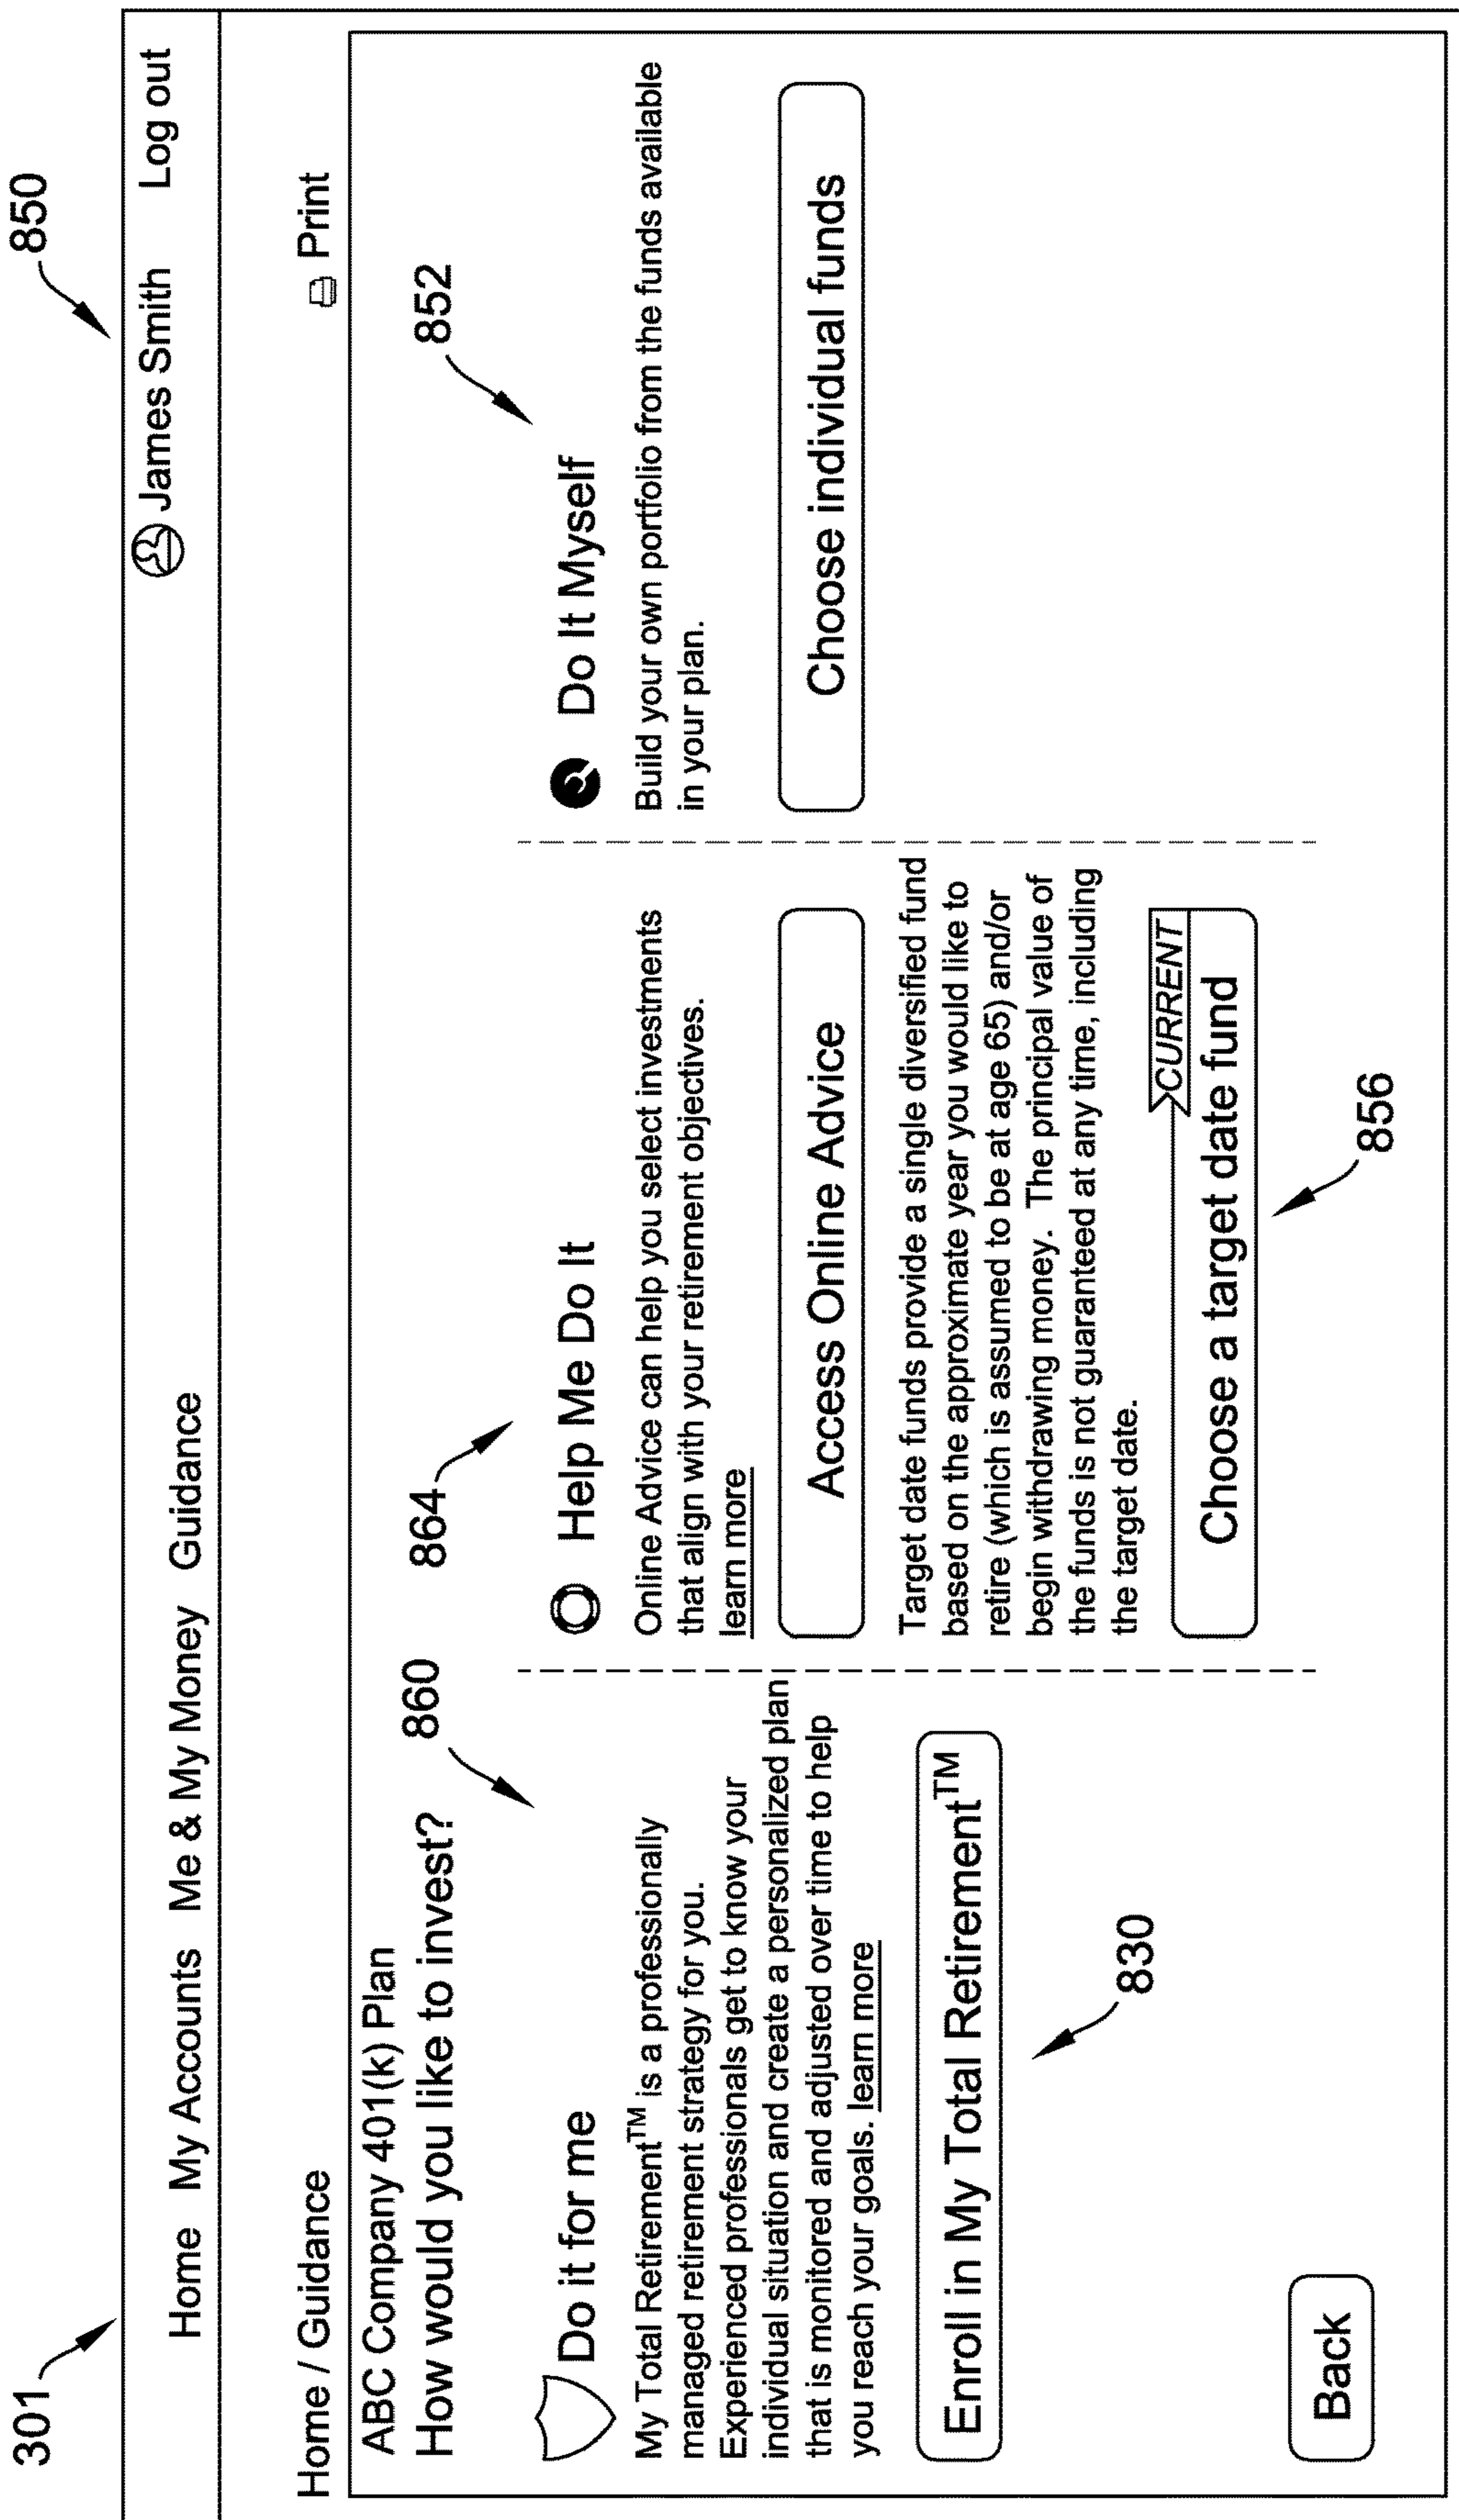 301
850
Home My Accounts Me & My Money Guidance
James Smith Log out
Home / Guidance
Print
ABC Company 401(k) Plan
How would you like to invest?
860
Do it for me
My Total Retirement™ is a professionally
managed retirement strategy for you.
Experienced professionals get to know your
individual situation and create a personalized plan
that is monitored and adjusted over time to help
you reach your goals. learn more
Enroll in My Total Retirement™
830
864
Help Me Do It
Online Advice can help you select investments
that align with your retirement objectives.
learn more
Access Online Advice
Target date funds provide a single diversified fund
based on the approximate year you would like to
retire (which is assumed to be at age 65) and/or
begin withdrawing money. The principal value of
the funds is not guaranteed at any time, including
the target date.
CURRENT
Choose a target date fund
856
852
Do It Myself
Build your own portfolio from the funds available
in your plan.
Choose individual funds
Back